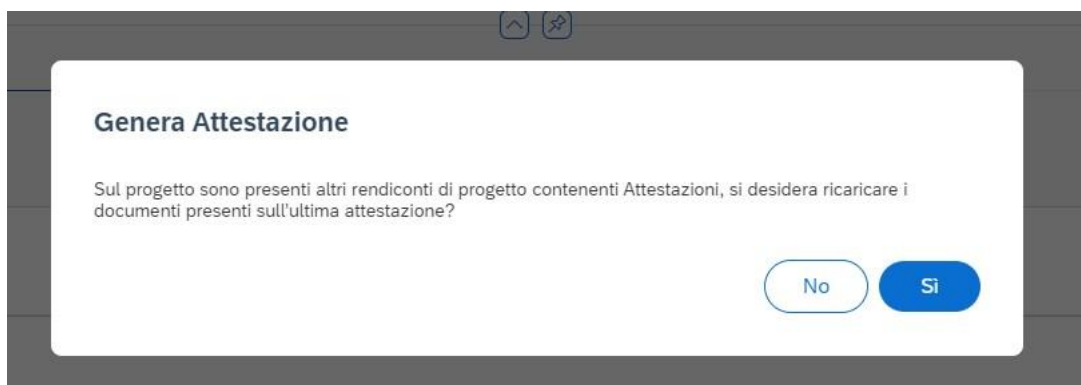 Genera Attestazione
Sul progetto sono presenti altri rendiconti di progetto contenenti Attestazioni, si desidera ricaricare i
documenti presenti sull'ultima attestazione?
No
Sì